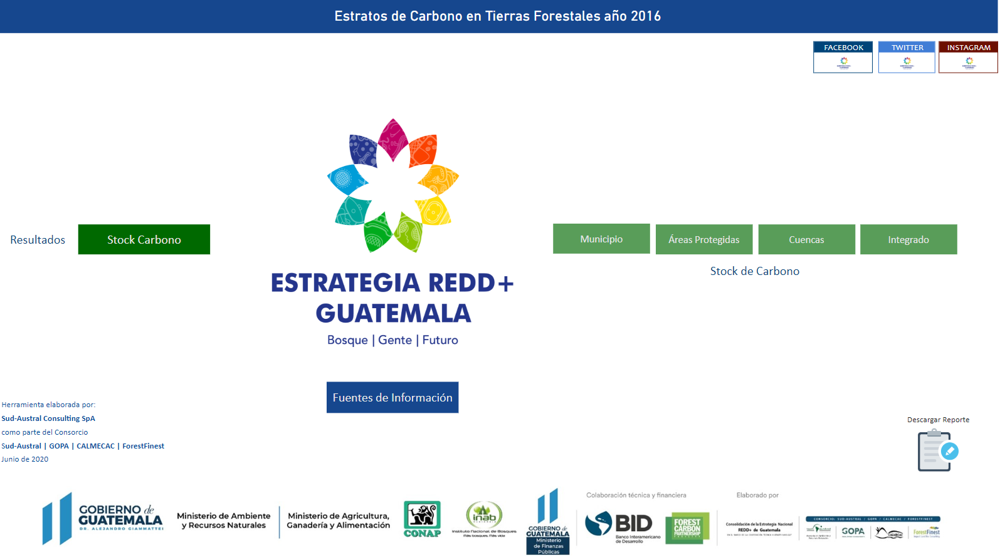 Estratos de Carbono en Tierras Forestales año 2016
FACEBOOK
TWITTER
INSTAGRAM
Resultados
Stock Carbono
Municipio
Áreas Protegidas
Cuencas
Integrado
Stock de Carbono
ESTRATEGIA REDD+
GUATEMALA
Bosque | Gente | Futuro
Fuentes de Información
Herramienta elaborada por:
Sud-Austral Consulting SpA
como parte del Consorcio
Sud-Austral | GOPA | CALMECAC | ForestFinest
Junio de 2020
Descargar Reporte
GOBIERNO de
GUATEMALA
DR. ALEJANDRO GIAMMATTEI
Ministerio de Ambiente
y Recursos Naturales
Ministerio de Agricultura,
Ganadería y Alimentación
CONAP
inab
Instituto Nacional de Bosques
Más bosques, Más vida
GOBIERNO de
GUATEMALA
Ministerio
de Finanzas
Públicas
Colaboración técnica y financiera
BID
Banco Interamericano
de Desarrollo
FOREST
CARBON
PARTNERSHIP
Elaborado por
Consolidación de la Estrategia Nacional
REDD+ de Guatemala
CONSORCIO: SUD-AUSTRAL / GOPA / CALMECAC / FORESTFINEST
GOPA
CALMECAC
ForestFinest